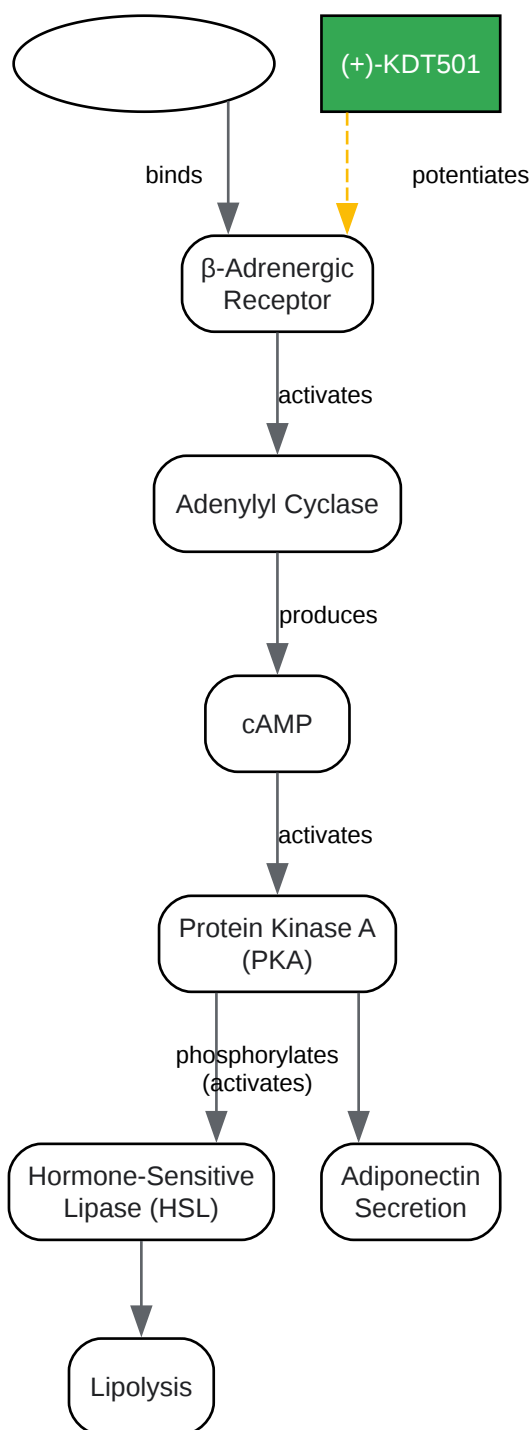 (+)-KDT501
binds
potentiates
β-Adrenergic
Receptor
activates
Adenylyl Cyclase
produces
cAMP
activates
Protein Kinase A
(PKA)
phosphorylates
(activates)
Hormone-Sensitive
Lipase (HSL)
Adiponectin
Secretion
Lipolysis